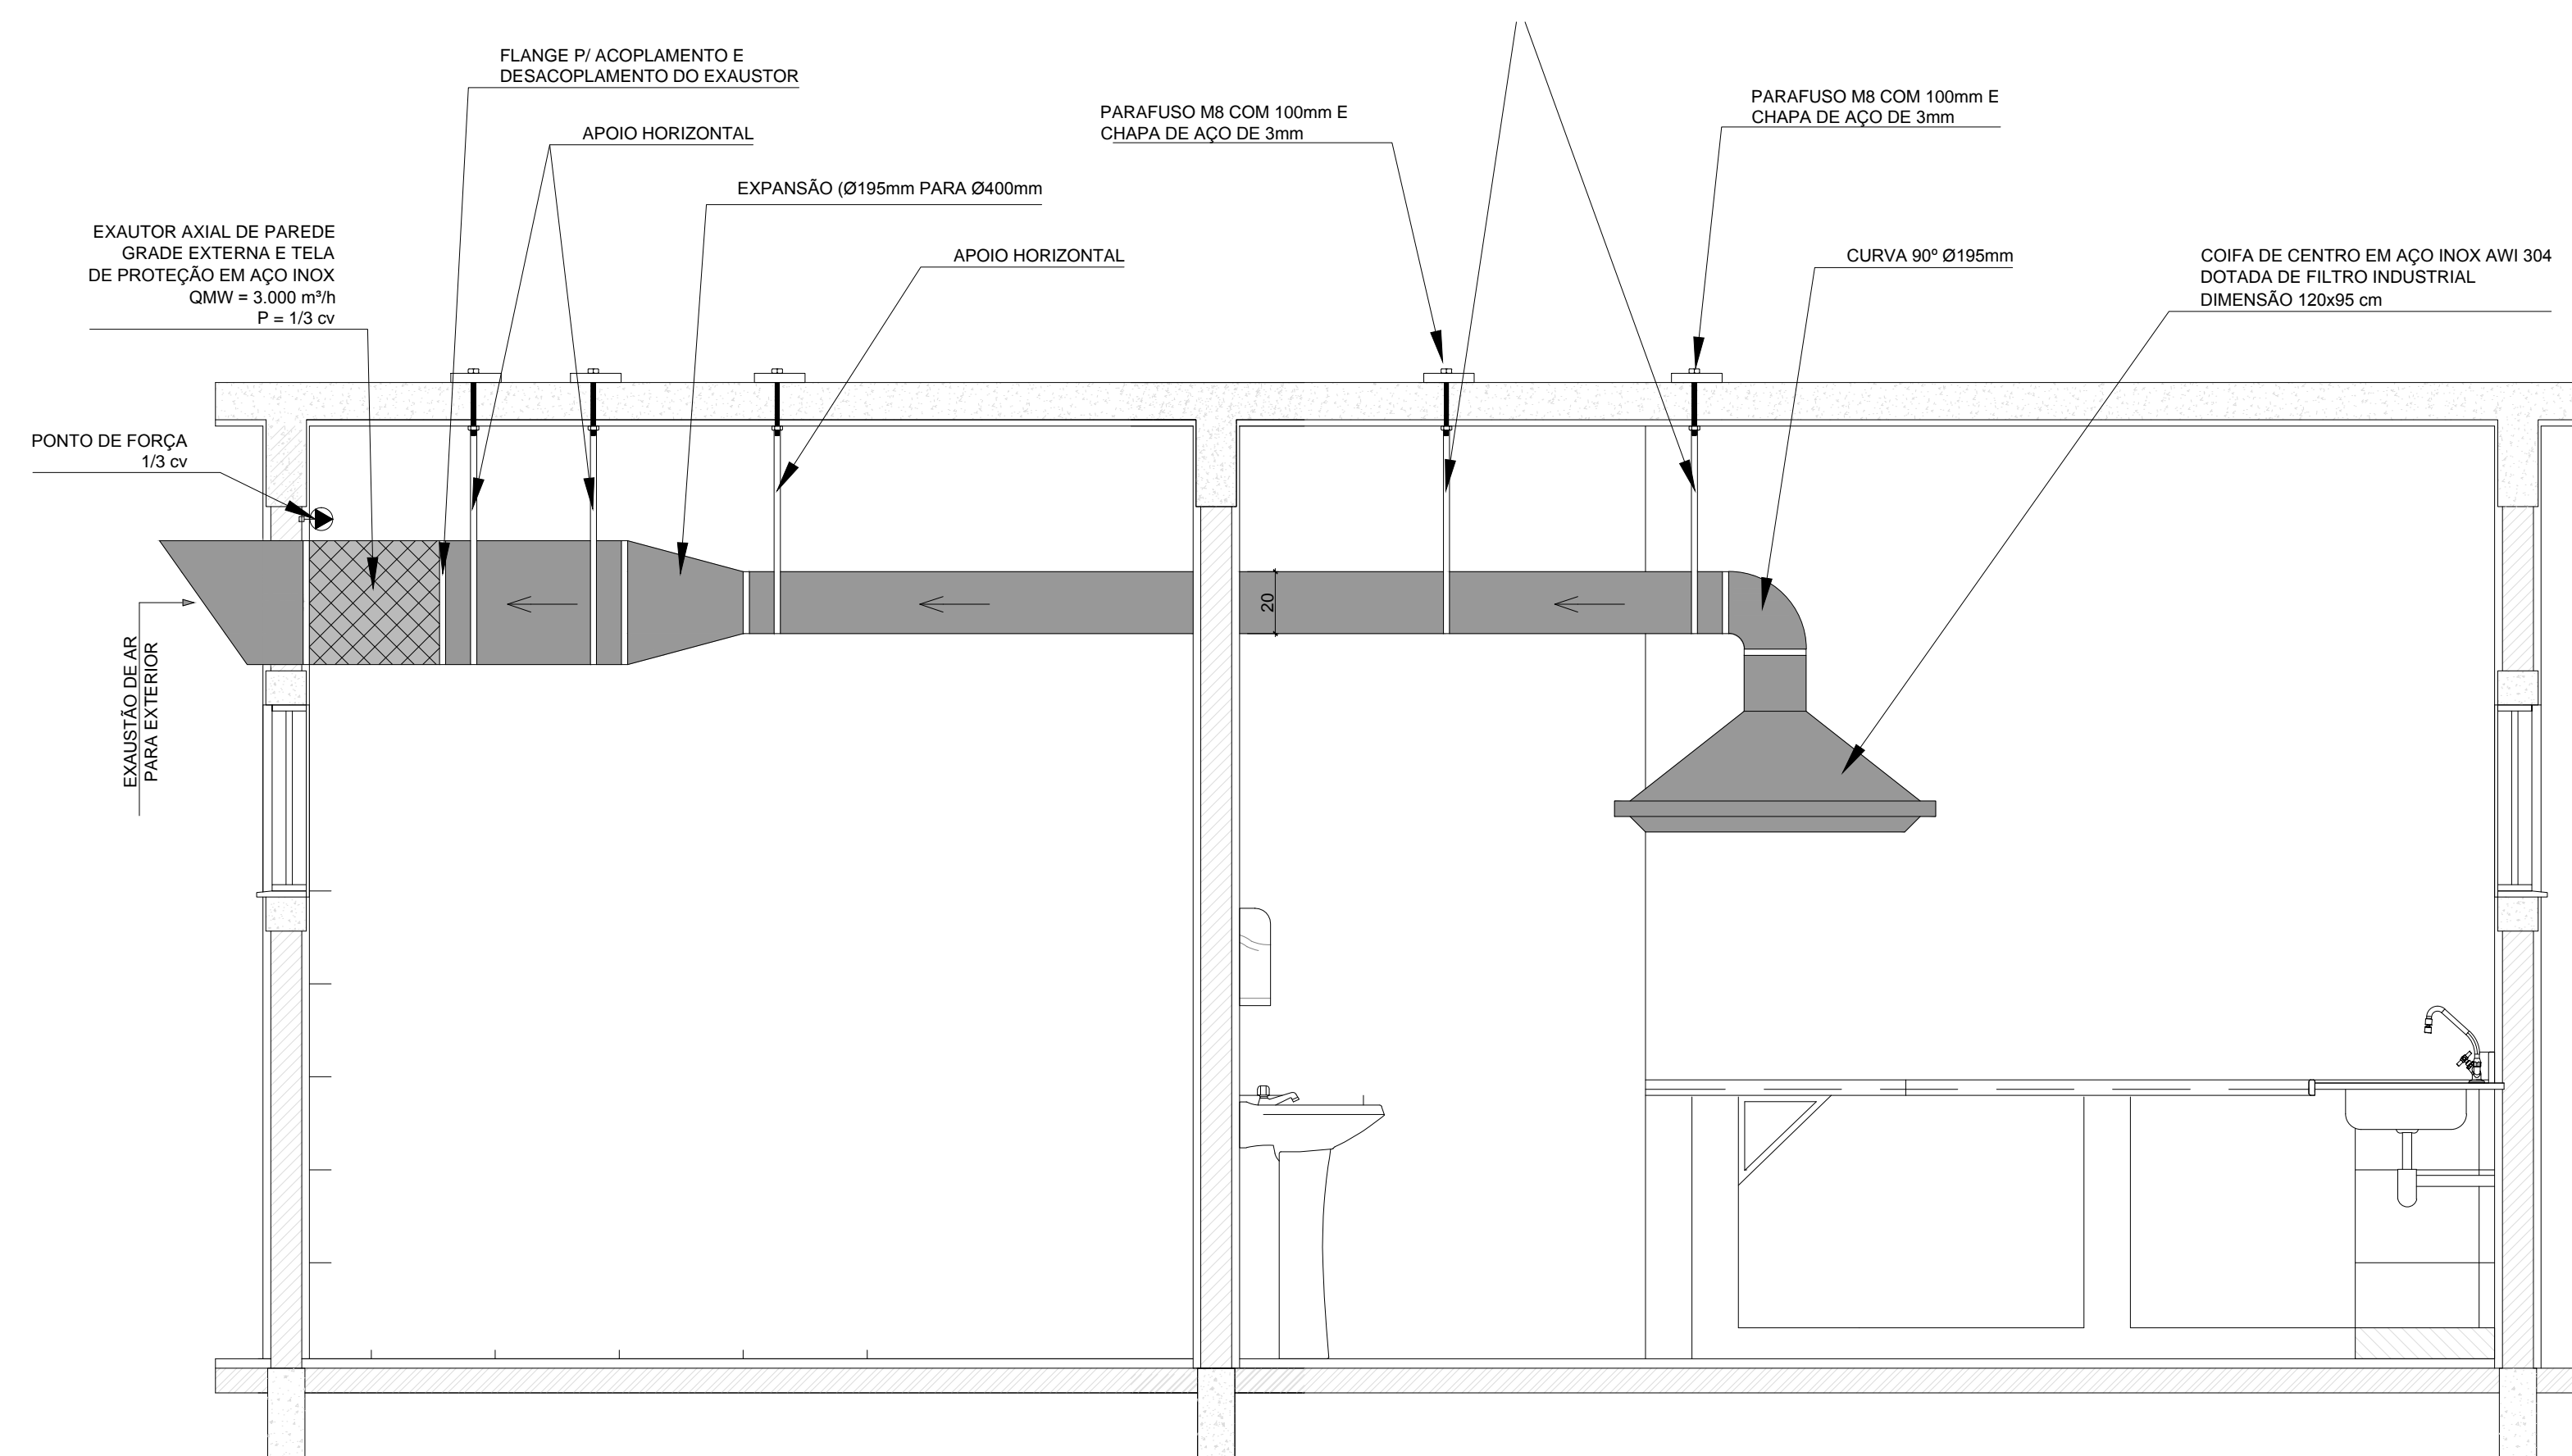 FLANGE P/ ACOPLAMENTO E
DESACOPLAMENTO DO EXAUSTOR
APOIO HORIZONTAL
PARAFUSO M8 COM 100mm E
CHAPA DE AÇO DE 3mm
PARAFUSO M8 COM 100mm E
CHAPA DE AÇO DE 3mm
EXPANSÃO (Ø195mm PARA Ø400mm
EXAUTOR AXIAL DE PAREDE
GRADE EXTERNA E TELA
DE PROTEÇÃO EM AÇO INOX
QMW = 3.000 m³/h
P = 1/3 cv
APOIO HORIZONTAL
CURVA 90º Ø195mm
COIFA DE CENTRO EM AÇO INOX AWI 304
DOTADA DE FILTRO INDUSTRIAL
DIMENSÃO 120x95 cm
PONTO DE FORÇA
1/3 cv
20
EXAUSTÃO DE AR
PARA EXTERIOR